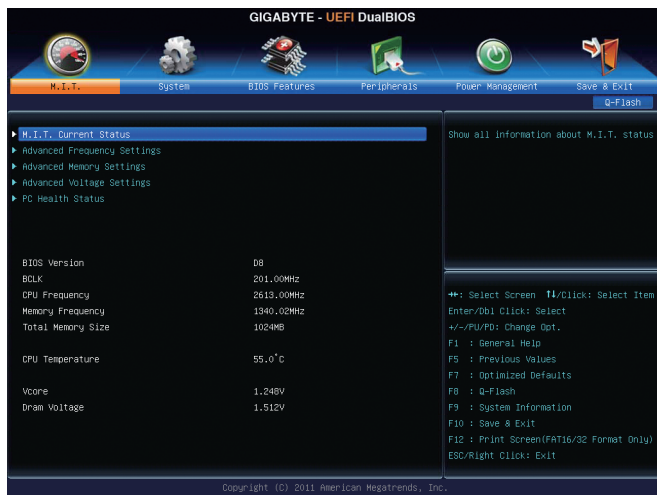 GIGABYTE - UEFI DualBIOS
M.I.T. System BIOS Features Peripherals Power Management Save & Exit
Q-Flash
M.I.T. Current Status
Advanced Frequency Settings
Advanced Memory Settings
Advanced Voltage Settings
PC Health Status
BIOS Version D8
BCLK 201.00MHz
CPU Frequency 2613.00MHz
Memory Frequency 1340.02MHz
Total Memory Size 1024MB
CPU Temperature 55.0°C
Vcore 1.248V
Dram Voltage 1.512V
Show all information about M.I.T. status
→←: Select Screen ↑↓/Click: Select Item
Enter/Dbl Click: Select
+/-/PU/PD: Change Opt.
F1 : General Help
F5 : Previous Values
F7 : Optimized Defaults
F8 : Q-Flash
F9 : System Information
F10 : Save & Exit
F12 : Print Screen(FAT16/32 Format Only)
ESC/Right Click: Exit
Copyright (C) 2011 American Megatrends, Inc.